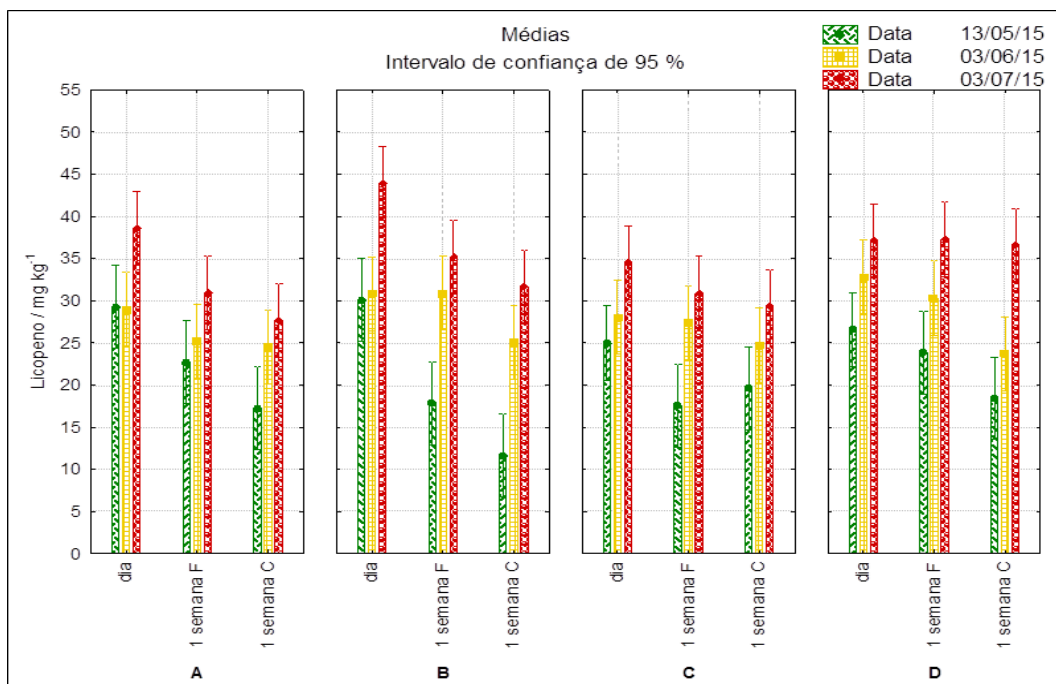 Médias
Intervalo de confiança de 95 %
Data 13/05/15
Data 03/06/15
Data 03/07/15
Licopeno / mg kg⁻¹
55
50
45
40
35
30
25
20
15
10
5
0
dia 1 semana F 1 semana C dia 1 semana F 1 semana C dia 1 semana F 1 semana C dia 1 semana F 1 semana C
A B C D